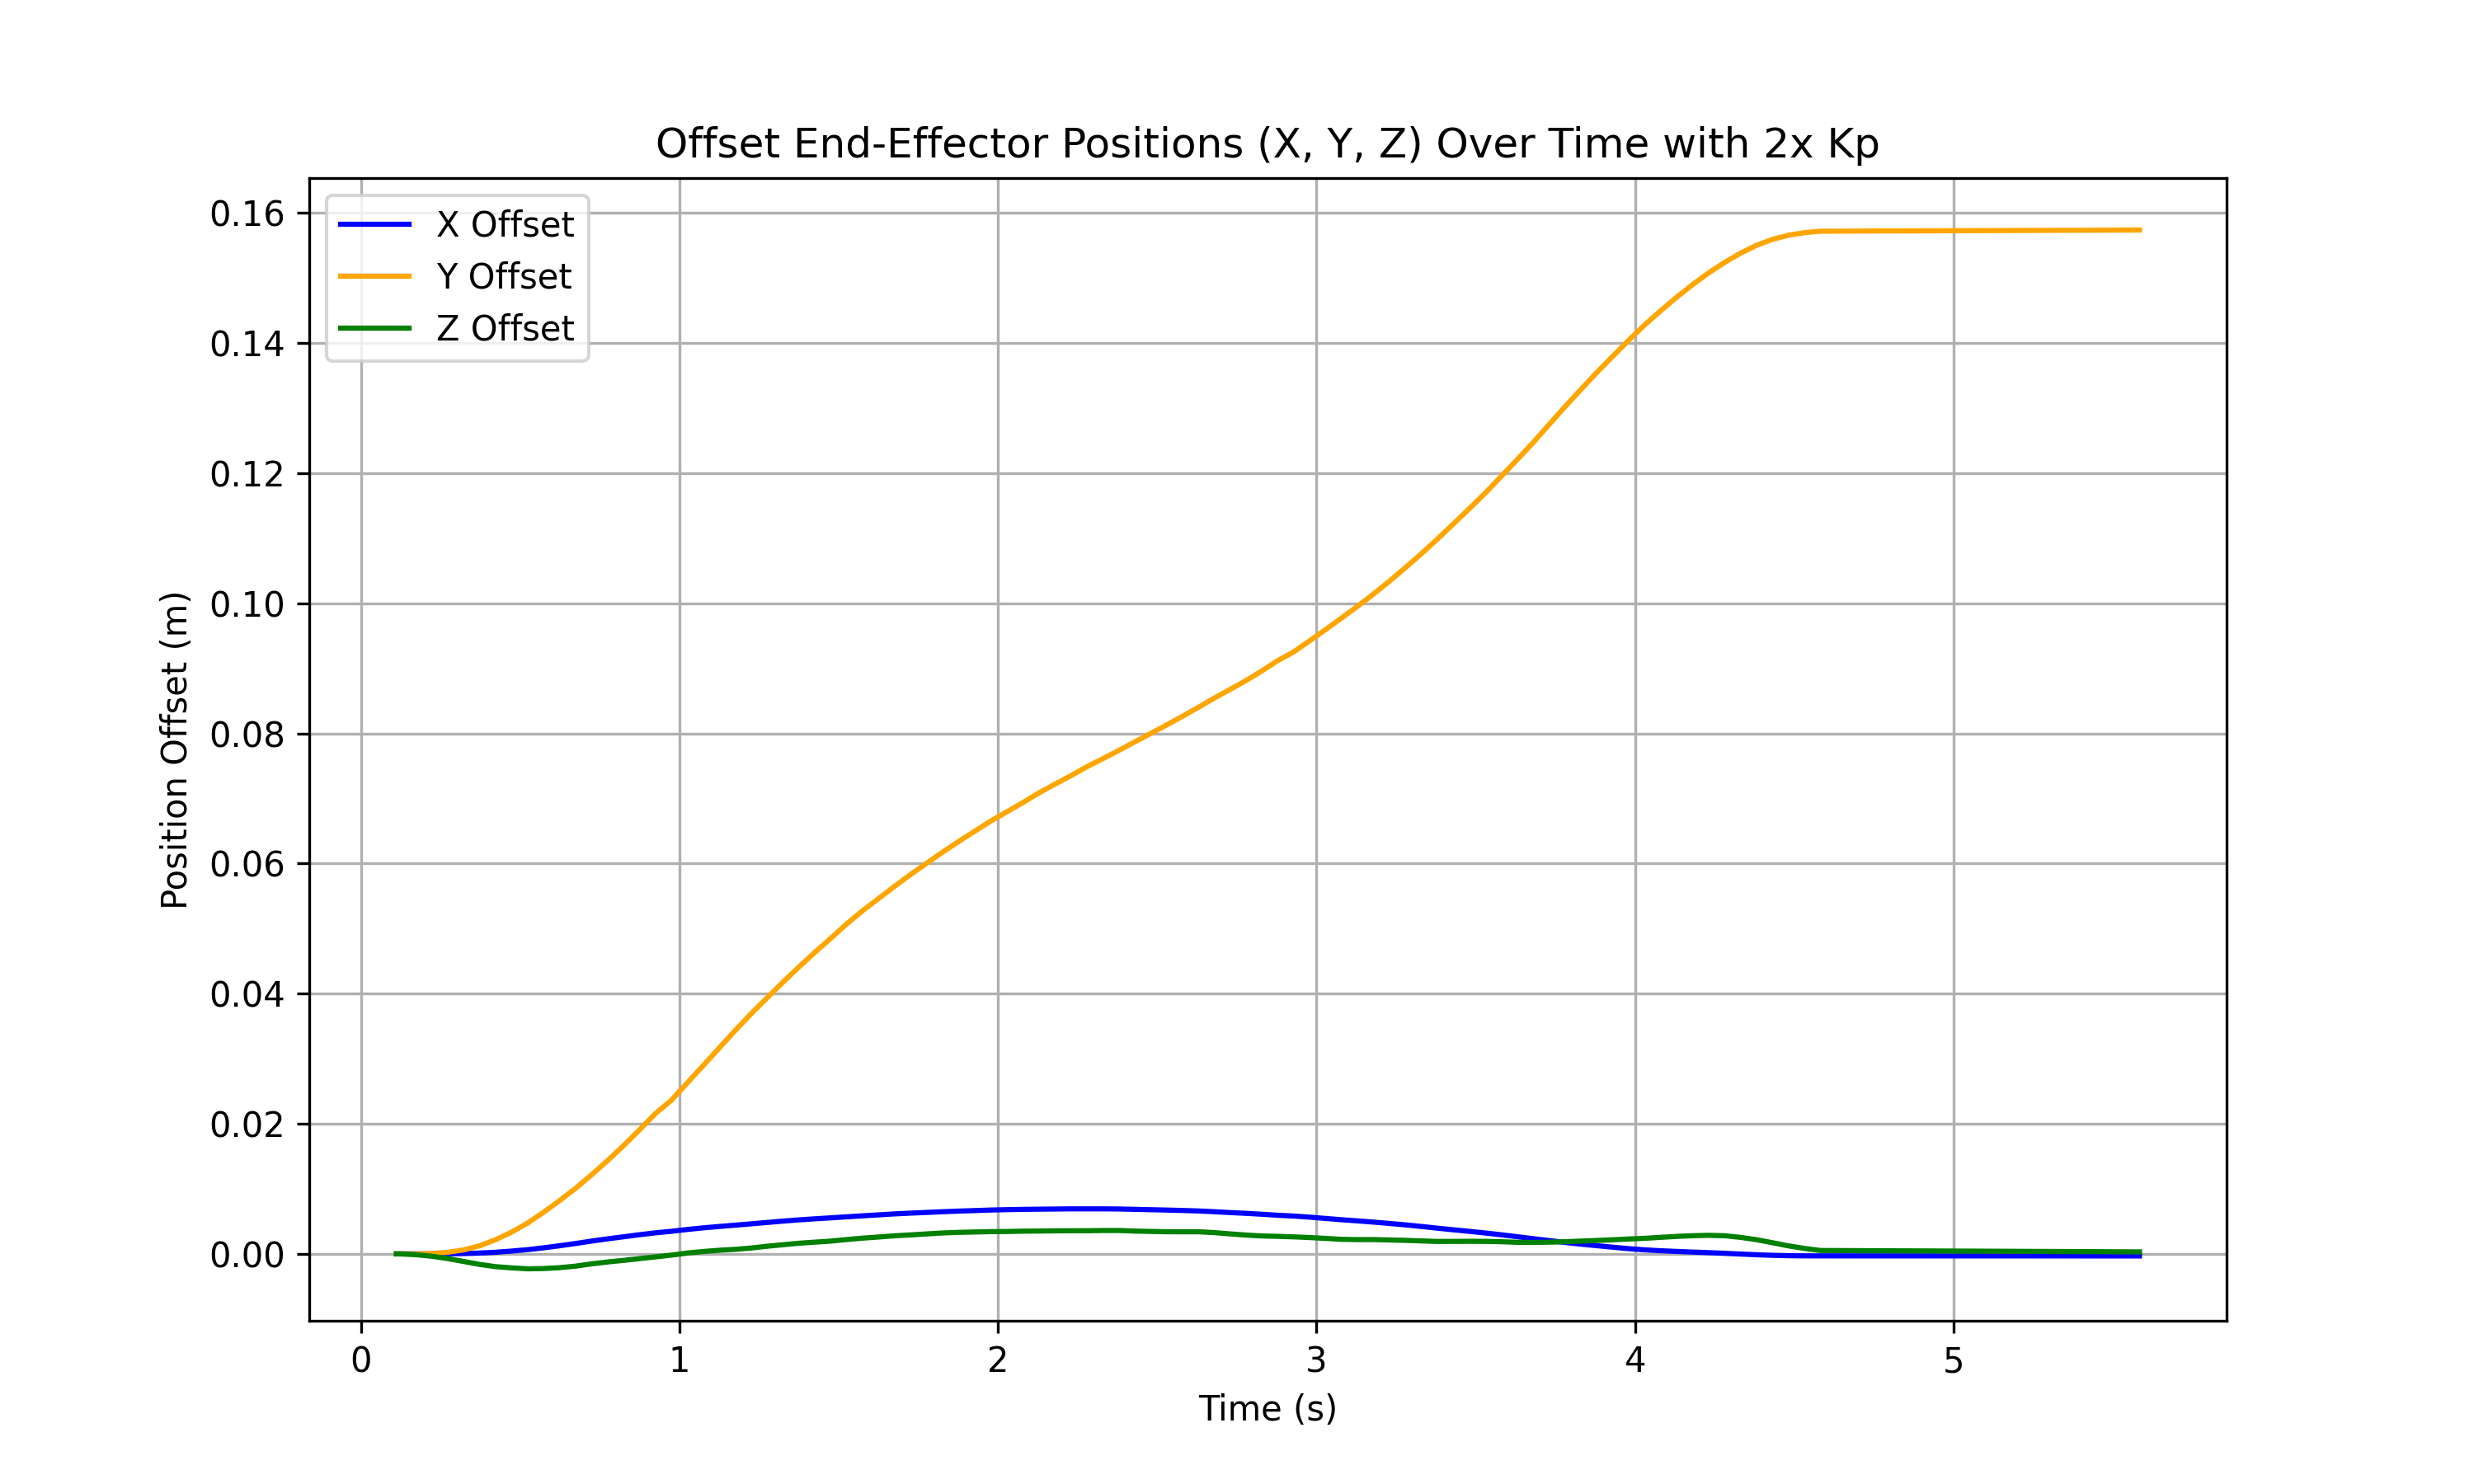 Offset End-Effector Positions (X, Y, Z) Over Time with 2x Kp
X Offset
Y Offset
Z Offset
0.16
0.14
0.12
0.10
0.08
0.06
0.04
0.02
0.00
Position Offset (m)
0 1 2 3 4 5
Time (s)